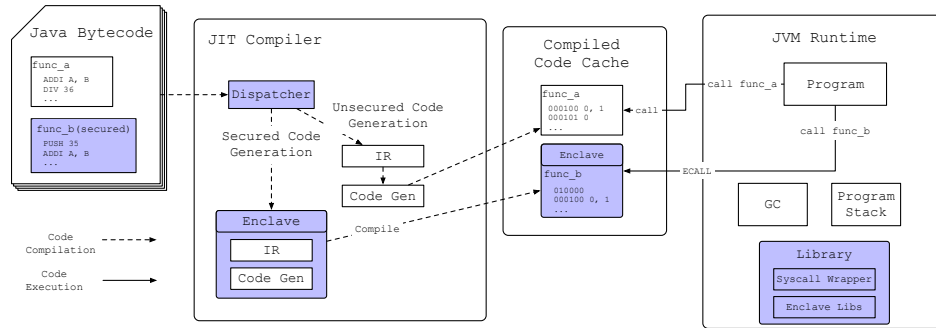 Java Bytecode
func_a
ADDI A, B
DIV 36
...
func_b(secured)
PUSH 35
ADDI A, B
...
Code
Compilation
Code
Execution
JIT Compiler
Dispatcher
Unsecured Code
Generation
Secured Code
Generation
IR
Code Gen
Enclave
IR
Code Gen
Compile
Compiled
Code Cache
func_a
000100 0, 1
000101 0
...
Enclave
func_b
010000
000100 0, 1
...
call
call func_a
ECALL
call func_b
JVM Runtime
Program
GC
Program
Stack
Library
Syscall Wrapper
Enclave Libs